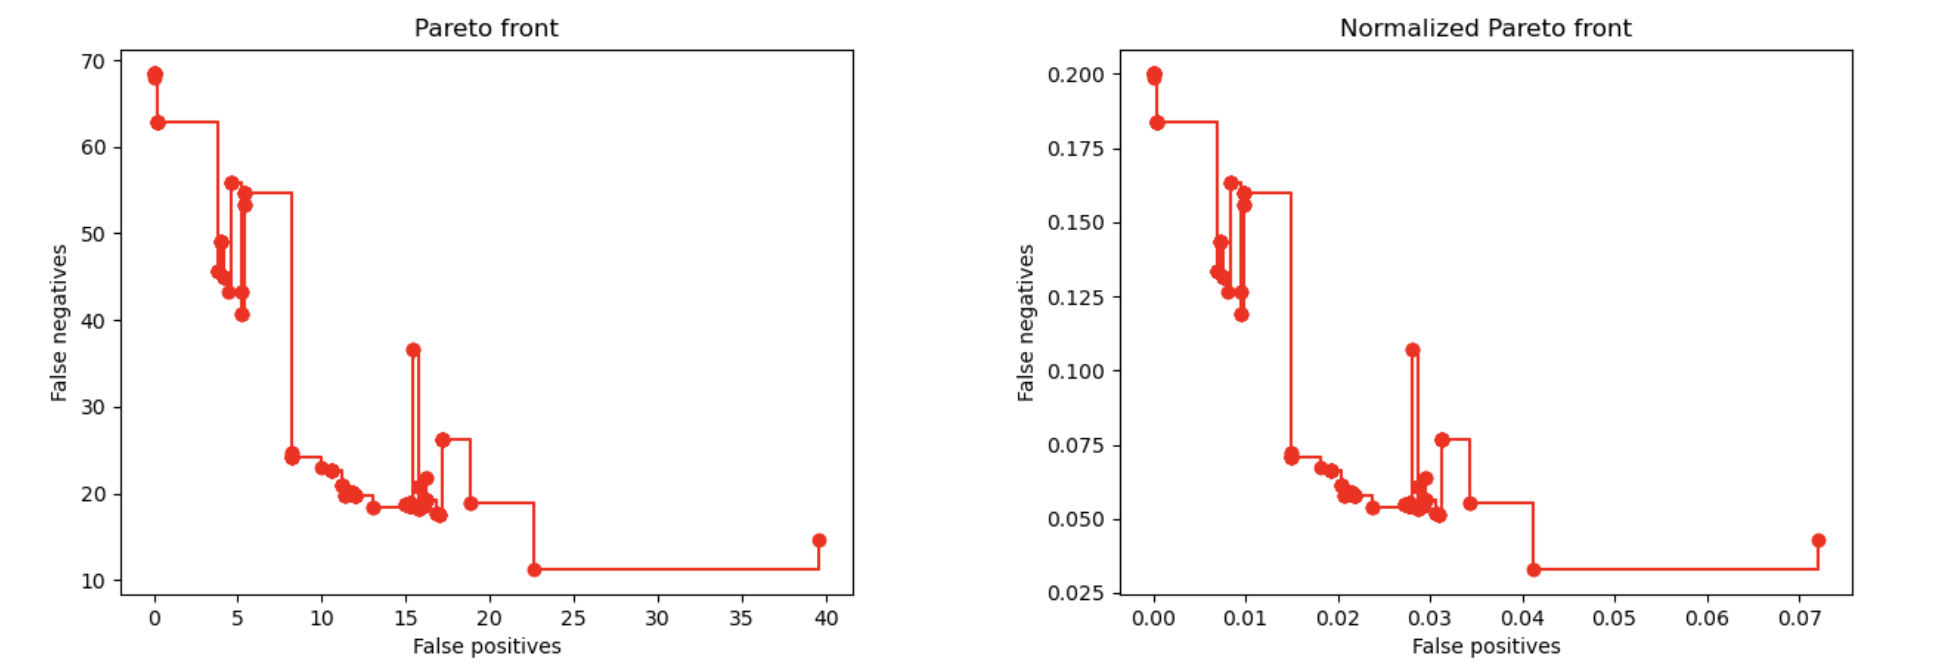 Pareto front
70
60
50
40
30
20
10
False negatives
0 5 10 15 20 25 30 35 40
False positives
Normalized Pareto front
0.200
0.175
0.150
0.125
0.100
0.075
0.050
0.025
False negatives
0.00 0.01 0.02 0.03 0.04 0.05 0.06 0.07
False positives